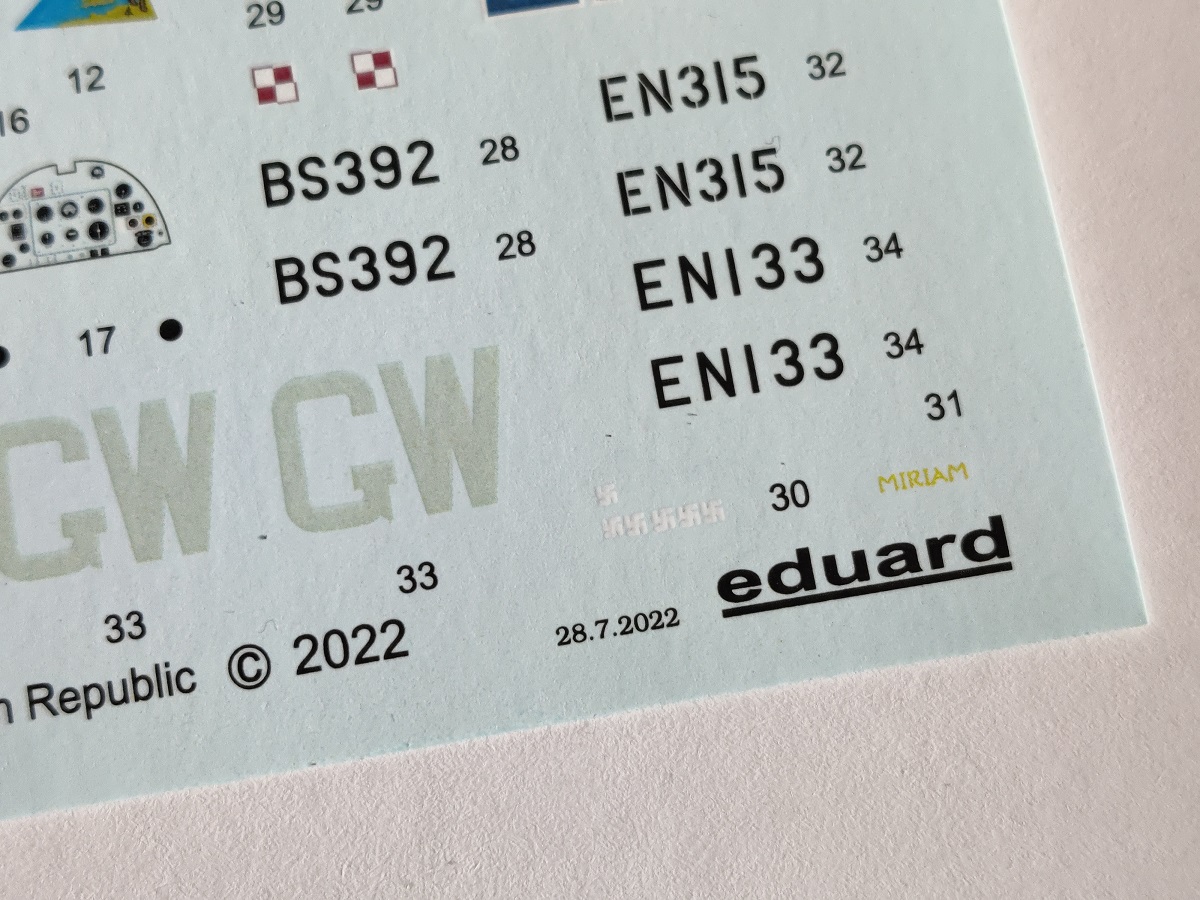 29 29
12
16
EN315 32
BS392 28
EN315 32
BS392 28
EN133 34
17
EN133 34
GW GW
31
30 MIRIAM
33
33
eduard
28.7.2022
Republic © 2022